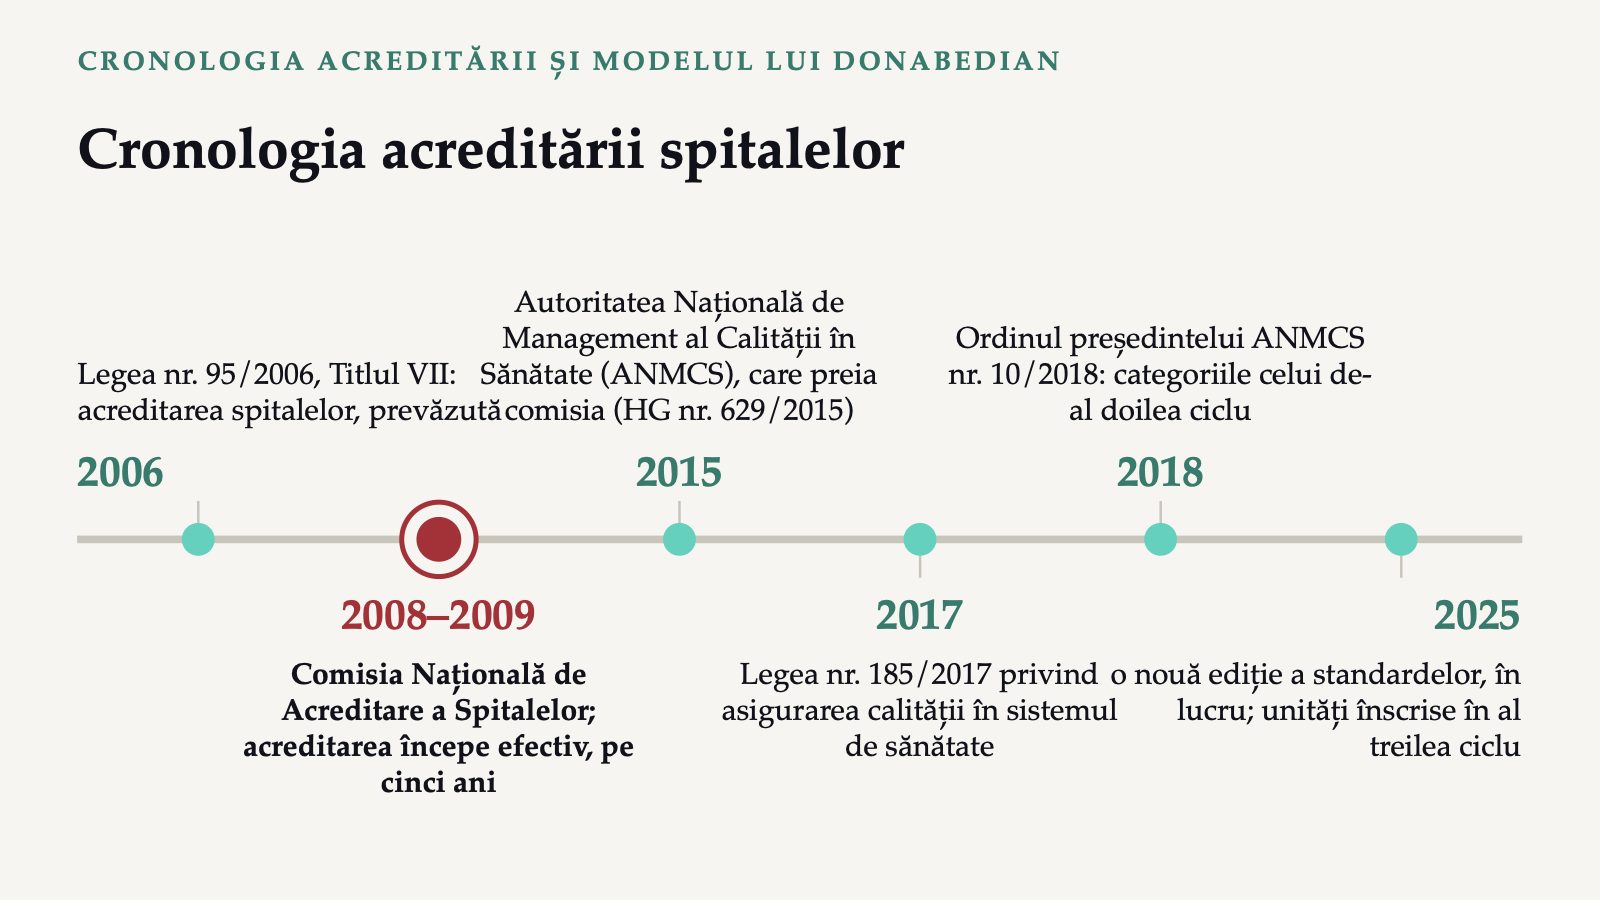 CRONOLOGIA ACREDITĂRII ȘI MODELUL LUI DONABEDIAN
Cronologia acreditării spitalelor
Legea nr. 95/2006, Titlul VII:
acreditarea spitalelor, prevăzută
2006
Comisia Națională de
Acreditare a Spitalelor;
acreditarea începe efectiv, pe
cinci ani
2008–2009
Autoritatea Națională de
Management al Calității în
Sănătate (ANMCS), care preia
comisia (HG nr. 629/2015)
2015
2017
Legea nr. 185/2017 privind
asigurarea calității în sistemul
de sănătate
Ordinul președintelui ANMCS
nr. 10/2018: categoriile celui de-
al doilea ciclu
2018
2025
o nouă ediție a standardelor, în
lucru; unități înscrise în al
treilea ciclu